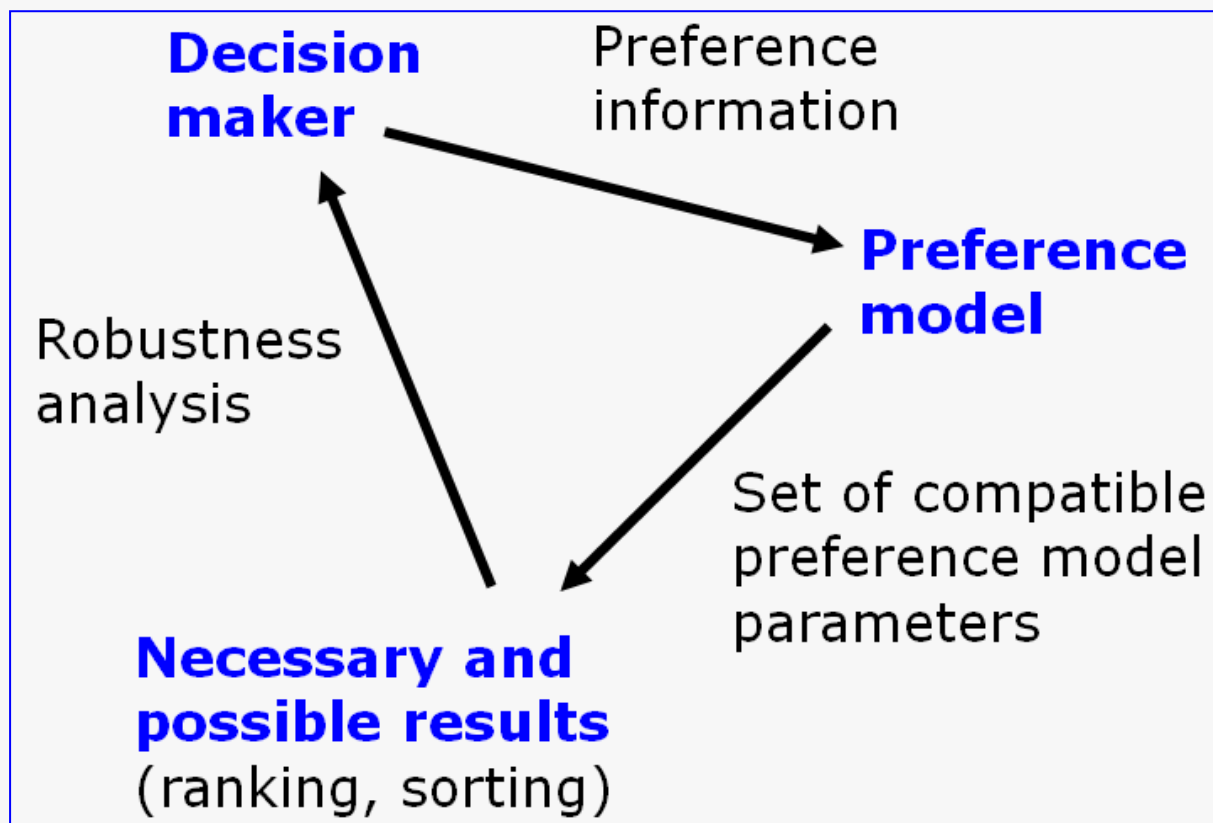 Decision
maker
Preference
information
Preference
model
Robustness
analysis
Set of compatible
preference model
parameters
Necessary and
possible results
(ranking, sorting)